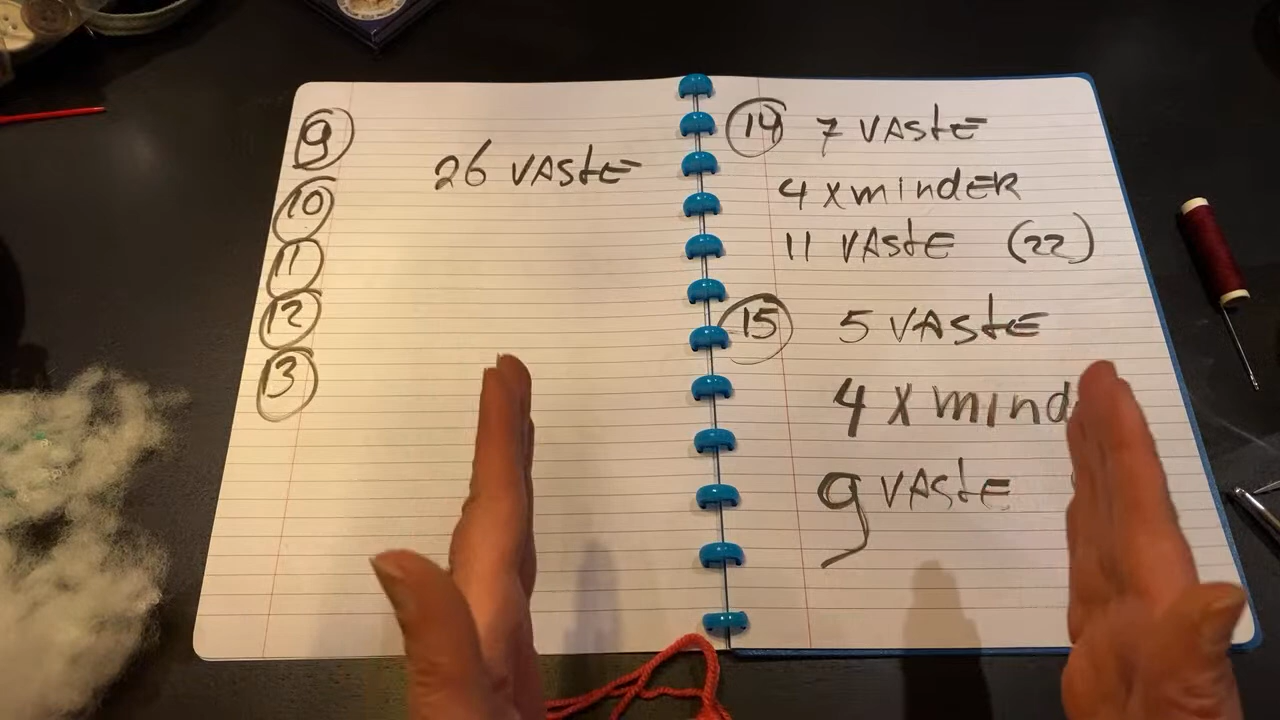 9
26 VASTE
10
11
12
13
14 7 VASTE
4 X MINDER
11 VASTE (22)
15 5 VASTE
4 X MIND
9 VASTE